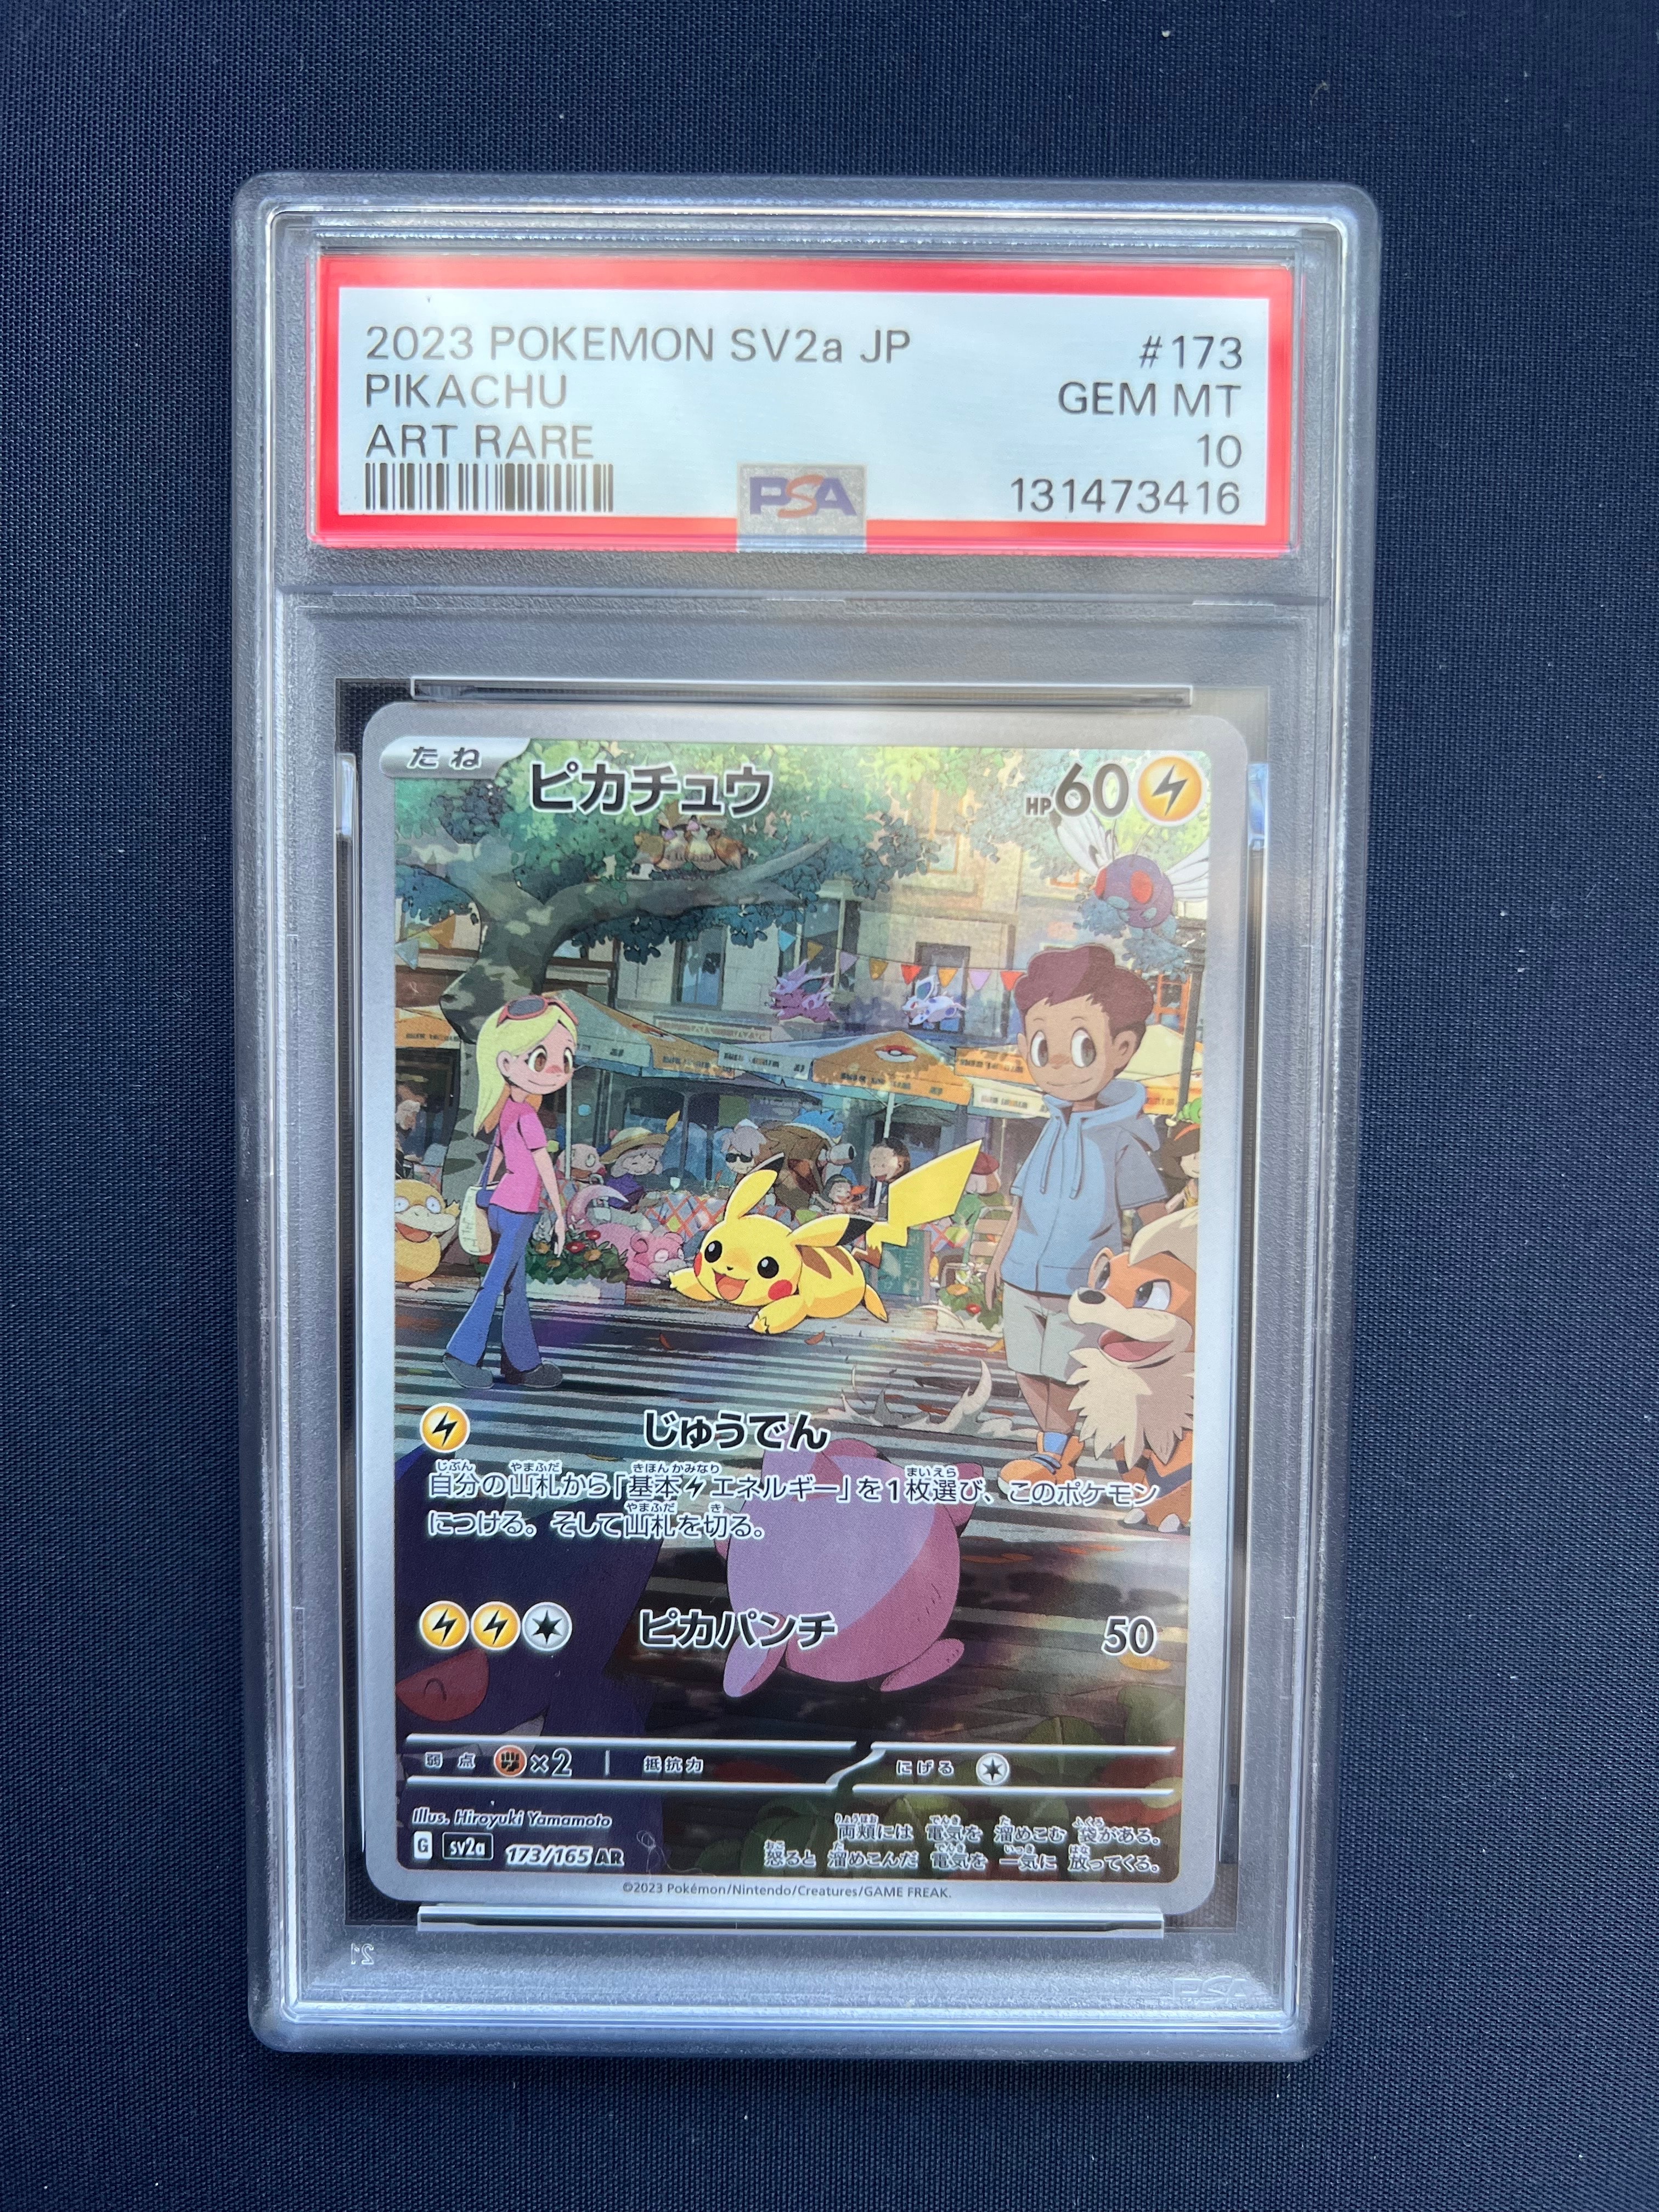 2023 POKEMON SV2a JP #173
PIKACHU GEM MT
ART RARE 10
PSA 131473416
たね ピカチュウ HP60
じゅうでん
自分の山札から「基本エネルギー」を1枚選び、このポケモン
につける。そして山札を切る。
ピカパンチ 50
弱点 ×2 抵抗力 にげる
Illus. Hiroyuki Yamamoto
G sv2a 173/165 AR
両頬には 電気を 溜めこむ 袋がある。
怒ると 溜めこんだ 電気を 一気に 放ってくる。
©2023 Pokémon/Nintendo/Creatures/GAME FREAK.